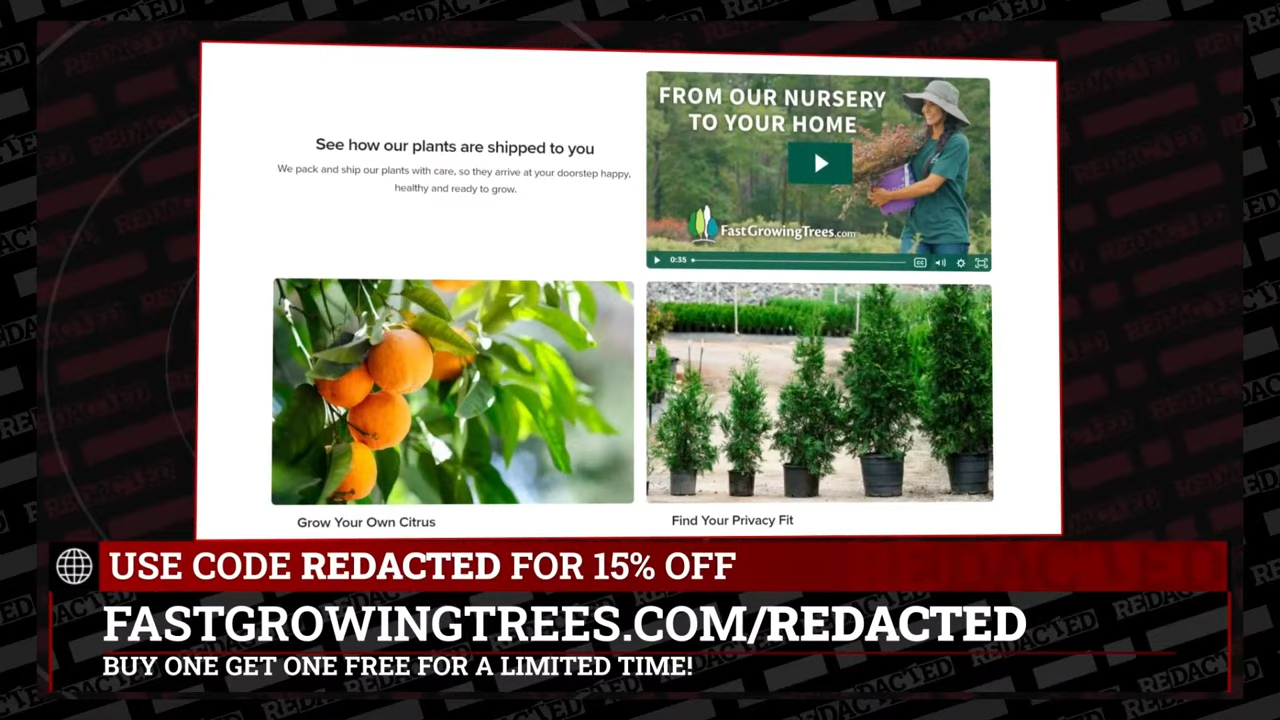 See how our plants are shipped to you
We pack and ship our plants with care, so they arrive at your doorstep happy,
healthy and ready to grow.
FROM OUR NURSERY
TO YOUR HOME
FastGrowingTrees.com
0:35
CC
Grow Your Own Citrus
Find Your Privacy Fit
USE CODE REDACTED FOR 15% OFF
FASTGROWINGTREES.COM/REDACTED
BUY ONE GET ONE FREE FOR A LIMITED TIME!